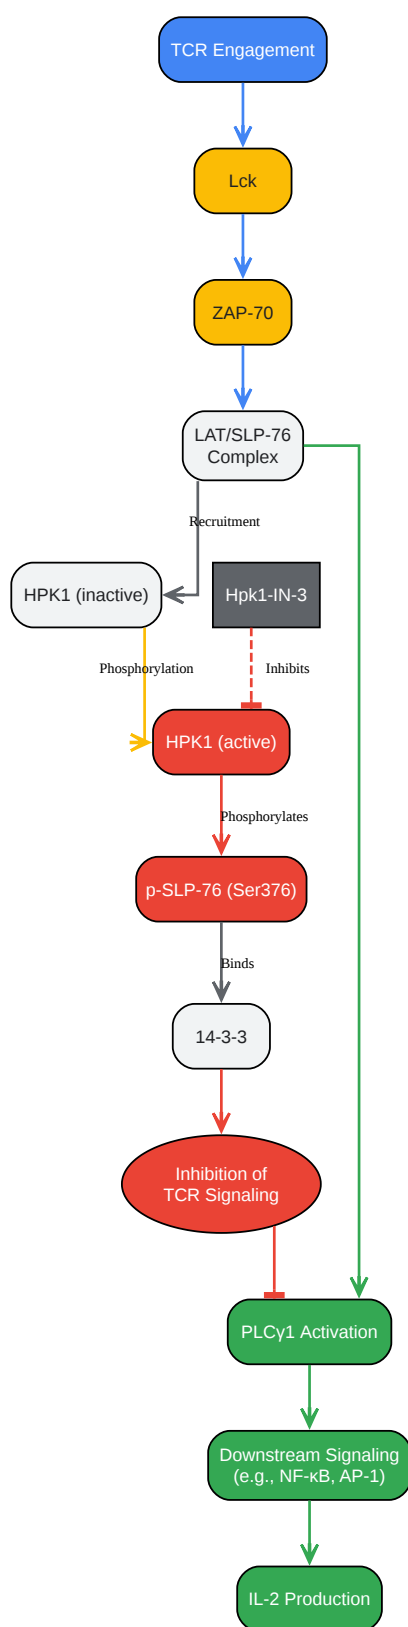 TCR Engagement
Lck
ZAP-70
LAT/SLP-76
Complex
Recruitment
HPK1 (inactive)
Hpk1-IN-3
Phosphorylation
Inhibits
HPK1 (active)
Phosphorylates
p-SLP-76 (Ser376)
Binds
14-3-3
Inhibition of
TCR Signaling
PLCγ1 Activation
Downstream Signaling
(e.g., NF-κB, AP-1)
IL-2 Production